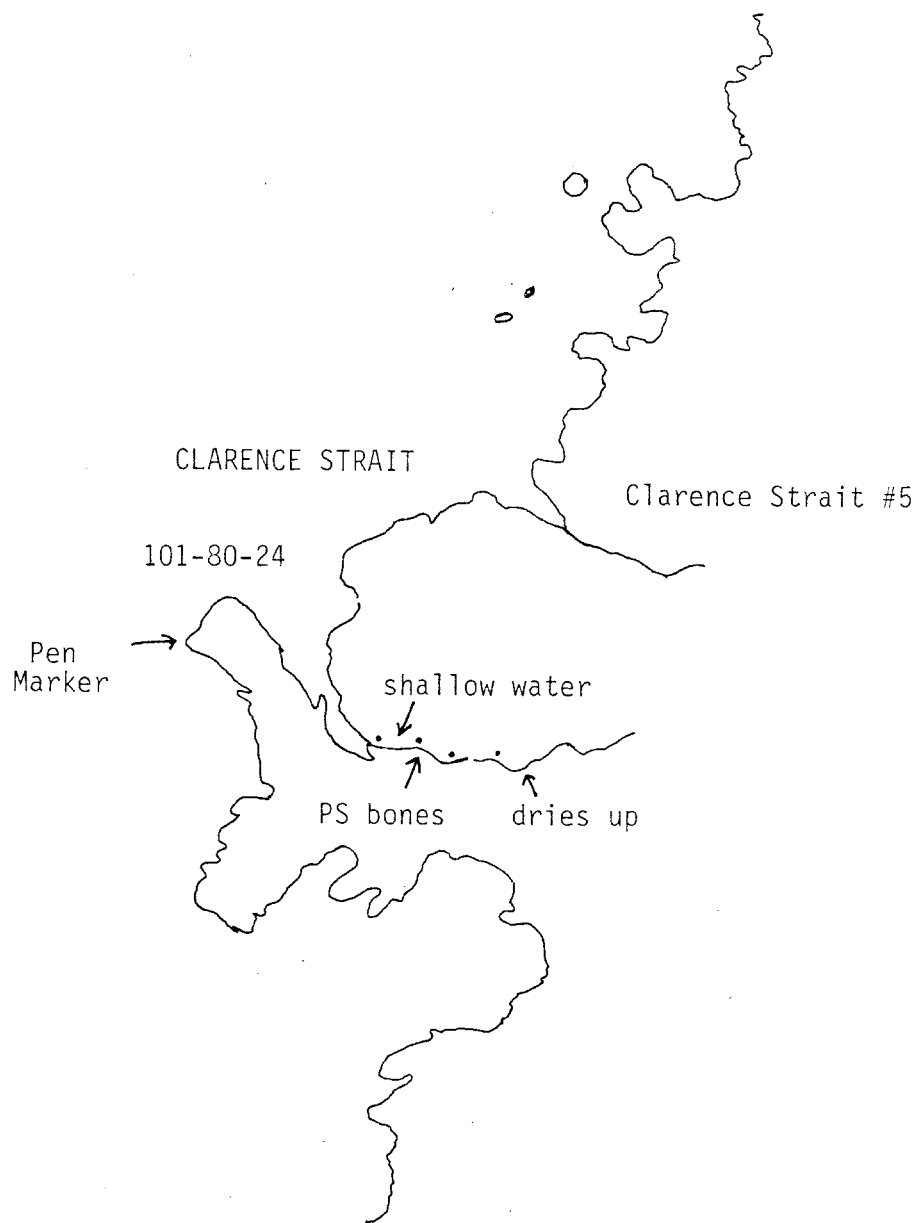 CLARENCE STRAIT
Clarence Strait #5
101-80-24
Pen
Marker
shallow water
PS bones
dries up